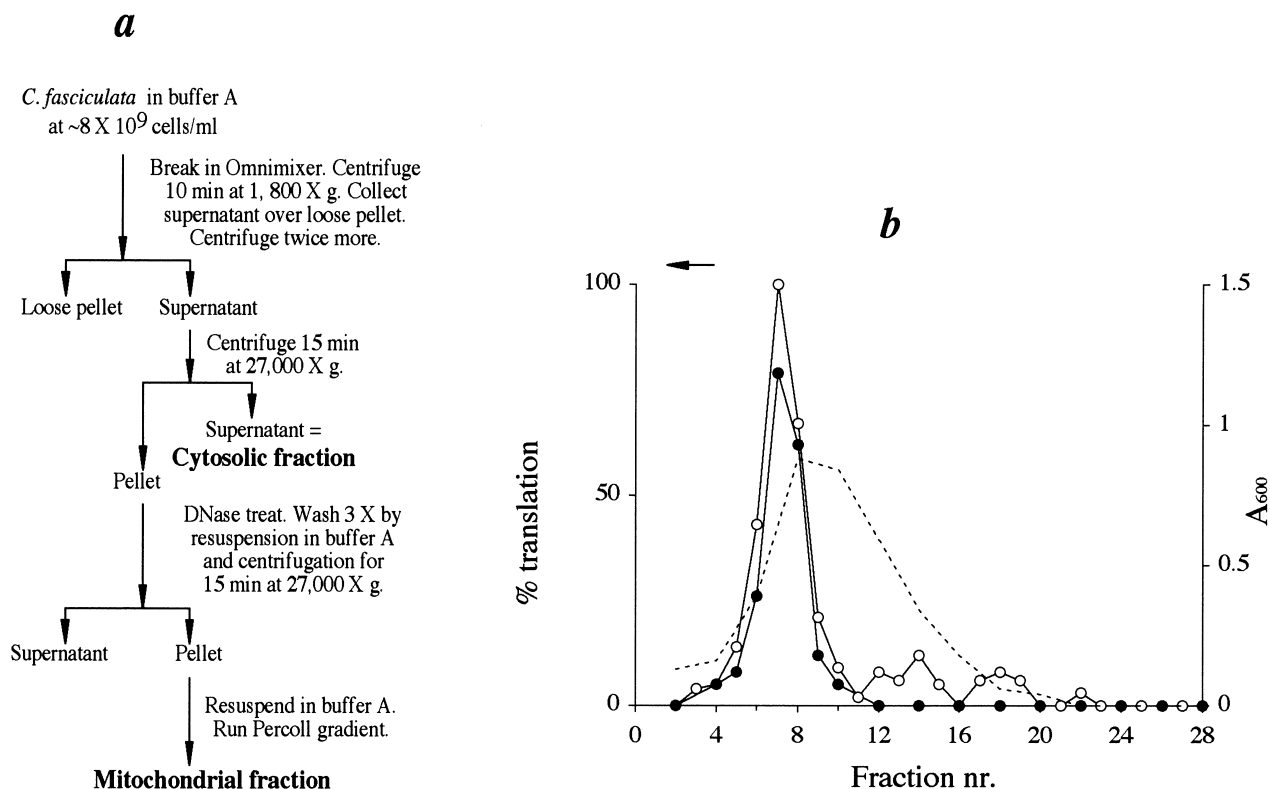 a
C. fasciculata in buffer A
at ~8 X 10⁹ cells/ml
Break in Omnimixer. Centrifuge
10 min at 1, 800 X g. Collect
supernatant over loose pellet.
Centrifuge twice more.
Loose pellet
Supernatant
Centrifuge 15 min
at 27,000 X g.
Supernatant =
Cytosolic fraction
Pellet
DNase treat. Wash 3 X by
resuspension in buffer A
and centrifugation for
15 min at 27,000 X g.
Supernatant
Pellet
Resuspend in buffer A.
Run Percoll gradient.
Mitochondrial fraction
b
% translation
100
50
0
1.5
1
0.5
0
A₆₀₀
0 4 8 12 16 20 24 28
Fraction nr.